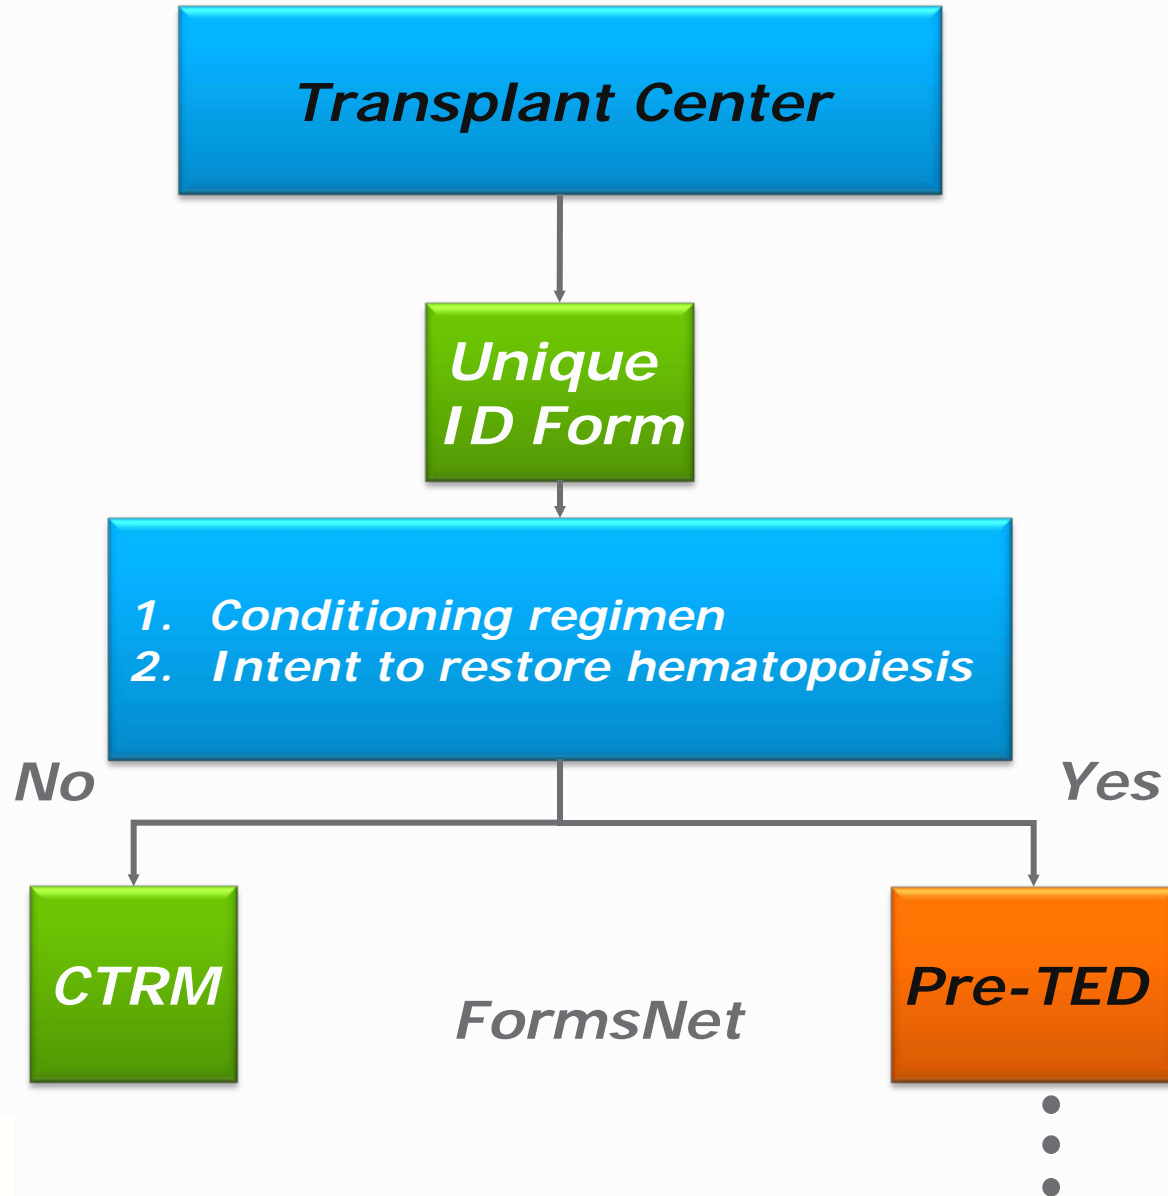 Transplant Center
Unique
ID Form
1. Conditioning regimen
2. Intent to restore hematopoiesis
No
Yes
CTRM
FormsNet
Pre-TED